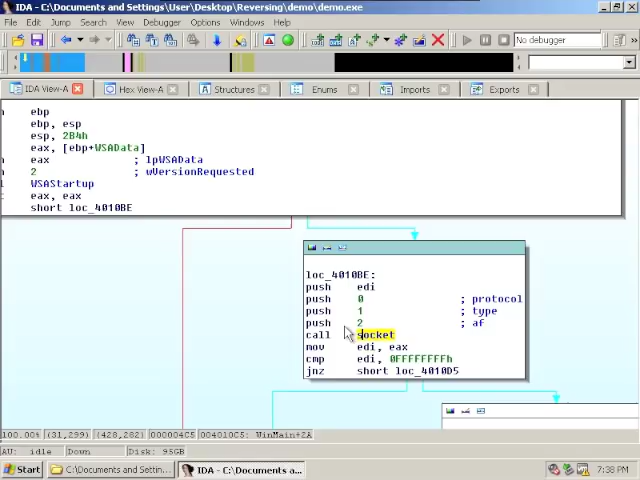 IDA - C:\Documents and Settings\User\Desktop\Reversing\demo\demo.exe
File Edit Jump Search View Debugger Options Windows Help
No debugger
IDA View-A Hex View-A Structures Enums Imports Exports
ebp
ebp, esp
esp, 2B4h
eax, [ebp+WSAData]
eax ; lpWSAData
2 ; wVersionRequested
WSAStartup
eax, eax
short loc_4010BE
loc_4010BE:
push edi
push 0 ; protocol
push 1 ; type
push 2 ; af
call socket
mov edi, eax
cmp edi, 0FFFFFFFFh
jnz short loc_4010D5
100.00% (31,299) (428,282) 000004C5 004010C5: WinMain+2A
AU: idle Down Disk: 95GB
Start C:\Documents and Settin... IDA - C:\Documents a... 7:38 PM